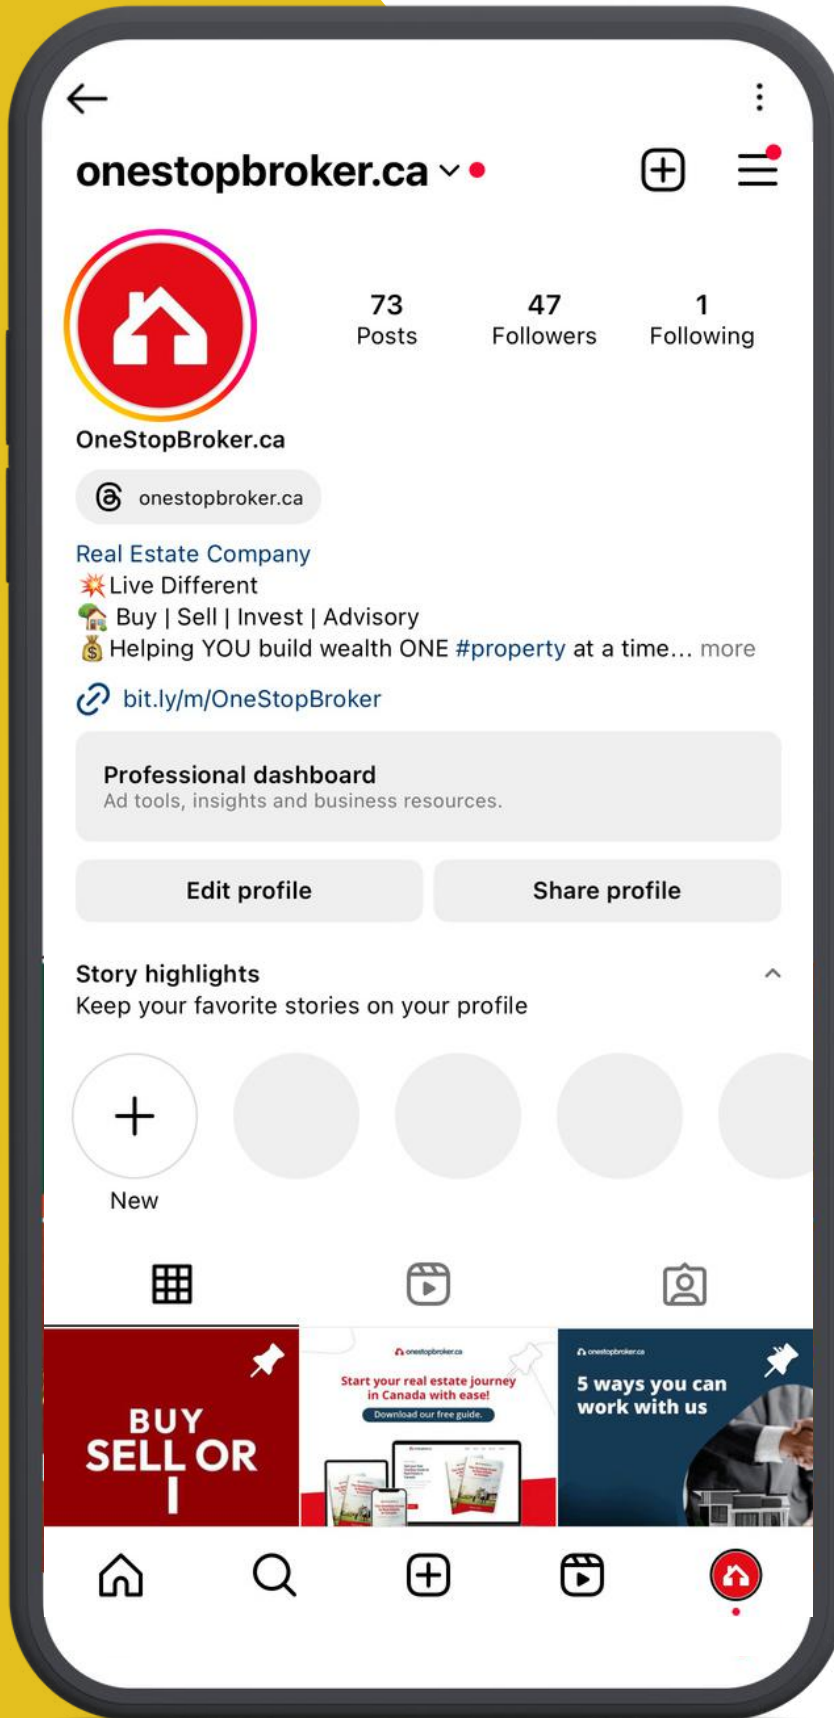 onestopbroker.ca
73 47 1
Posts Followers Following
OneStopBroker.ca
onestopbroker.ca
Real Estate Company
💥Live Different
🏡 Buy | Sell | Invest | Advisory
💰Helping YOU build wealth ONE #property at a time... more
bit.ly/m/OneStopBroker
Professional dashboard
Ad tools, insights and business resources.
Edit profile Share profile
Story highlights
Keep your favorite stories on your profile
New
BUY
SELL OR
I
onestopbroker.ca
Start your real estate journey
in Canada with ease!
Download our free guide.
onestopbroker.ca
5 ways you can
work with us